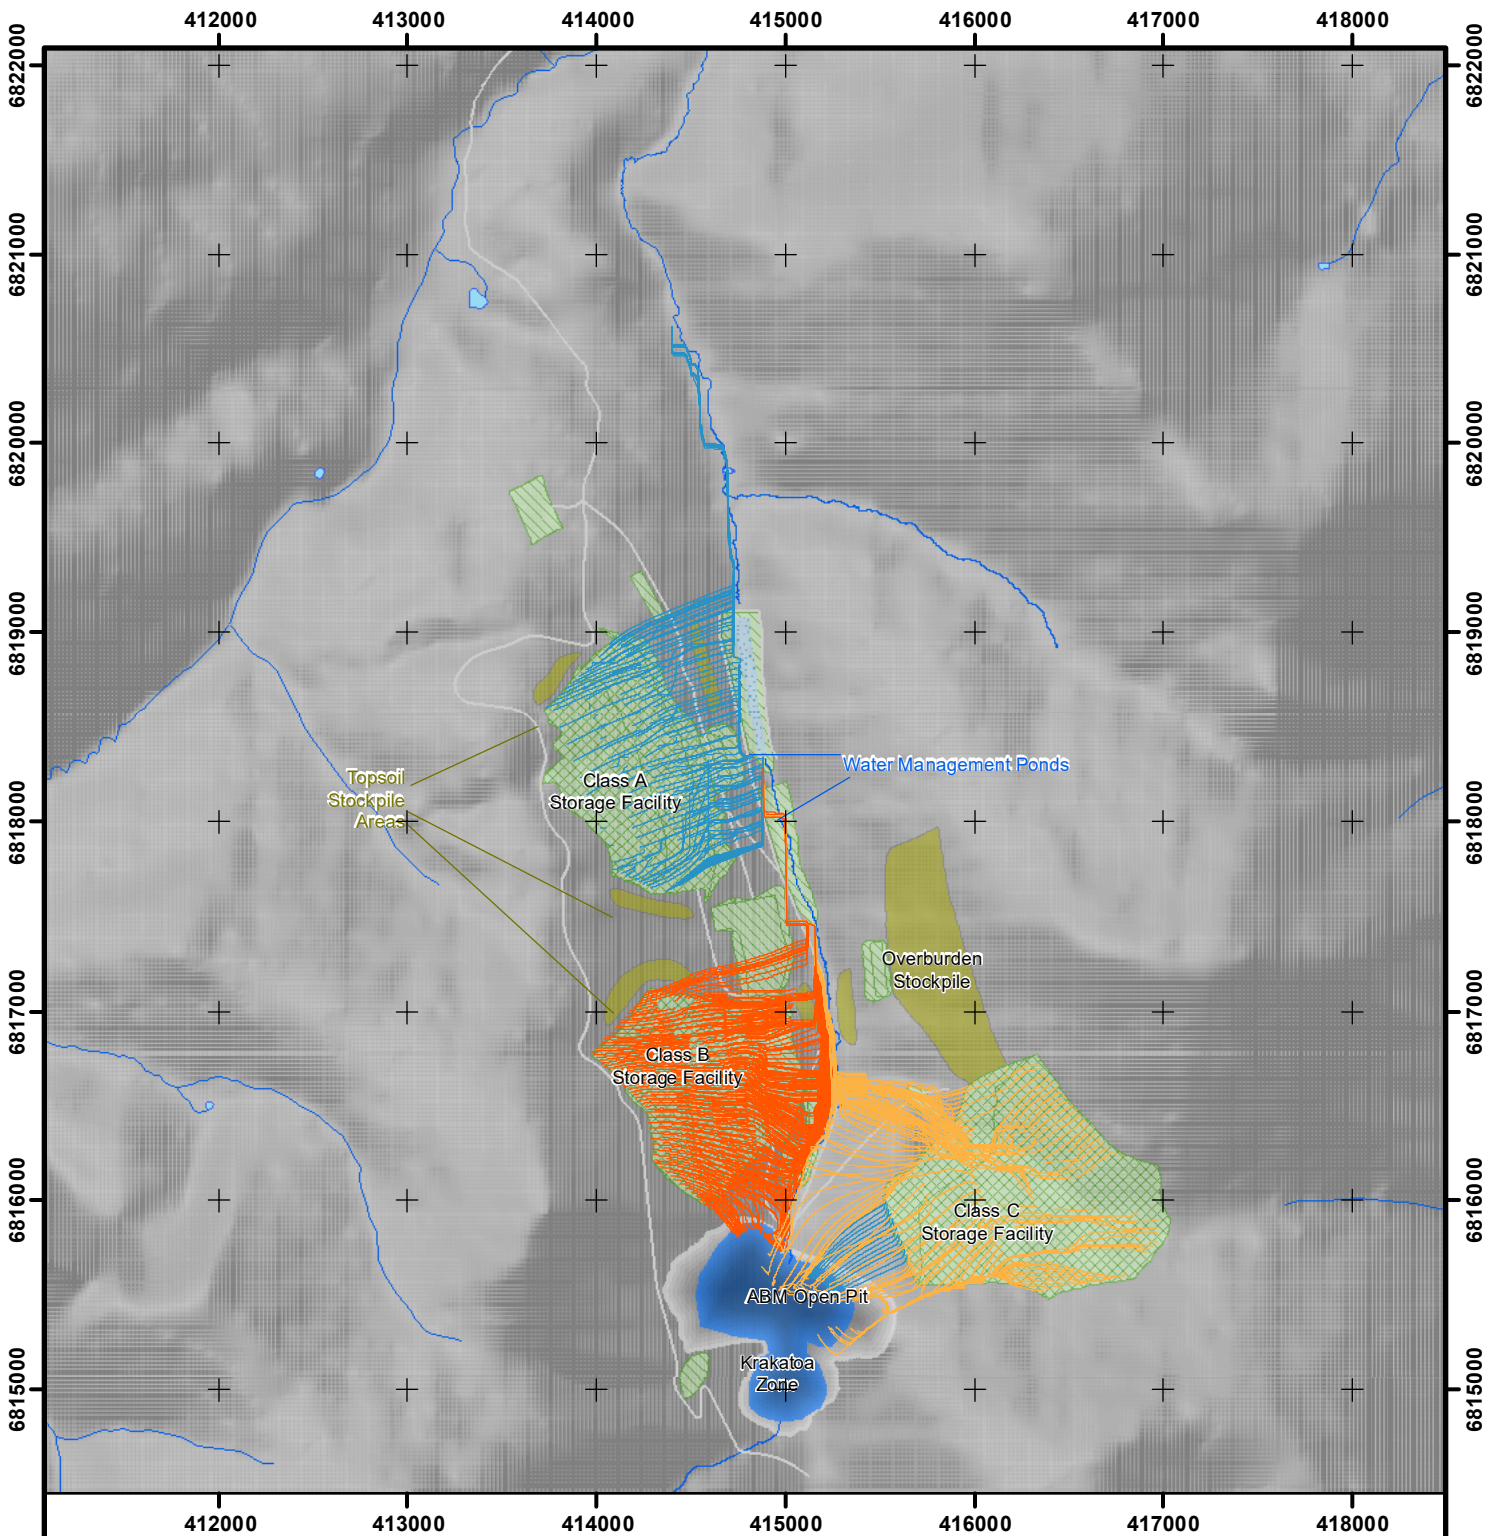 412000 413000 414000 415000 416000 417000 418000
6822000 6822000
6821000 6821000
6820000 6820000
6819000 6819000
Topsoil
Stockpile
Areas
Class A
Storage Facility
Water Management Ponds
6818000 6818000
Overburden
Stockpile
6817000 6817000
Class B
Storage Facility
6816000 6816000
Class C
Storage Facility
ABM Open Pit
Krakatoa
Zone
6815000 6815000
412000 413000 414000 415000 416000 417000 418000